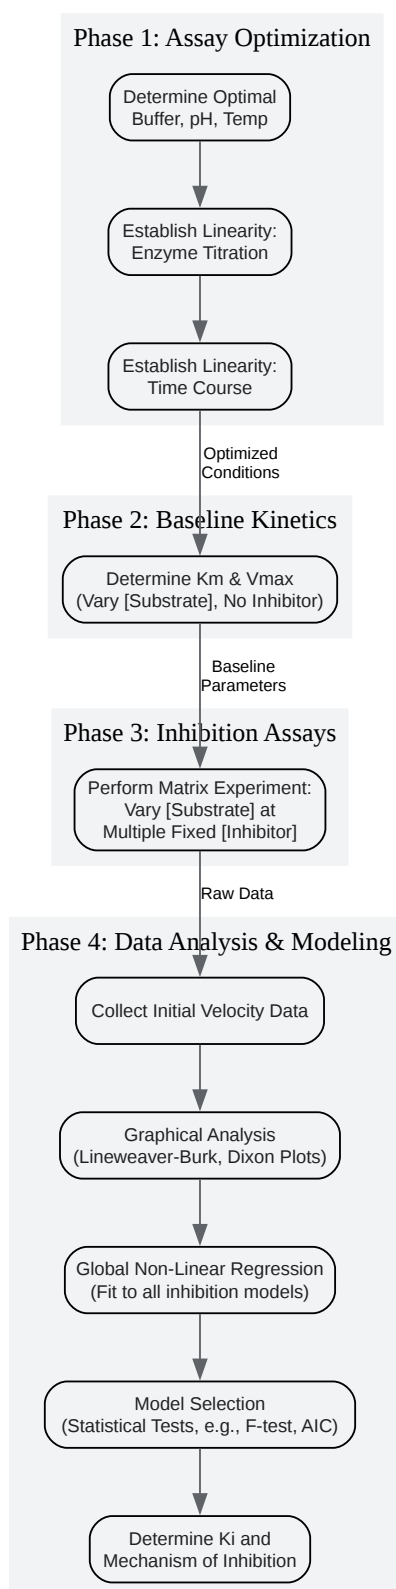 Phase 1: Assay Optimization
Determine Optimal
Buffer, pH, Temp
Establish Linearity:
Enzyme Titration
Establish Linearity:
Time Course
Optimized
Conditions
Phase 2: Baseline Kinetics
Determine Km & Vmax
(Vary [Substrate], No Inhibitor)
Baseline
Parameters
Phase 3: Inhibition Assays
Perform Matrix Experiment:
Vary [Substrate] at
Multiple Fixed [Inhibitor]
Raw Data
Phase 4: Data Analysis & Modeling
Collect Initial Velocity Data
Graphical Analysis
(Lineweaver-Burk, Dixon Plots)
Global Non-Linear Regression
(Fit to all inhibition models)
Model Selection
(Statistical Tests, e.g., F-test, AIC)
Determine Ki and
Mechanism of Inhibition